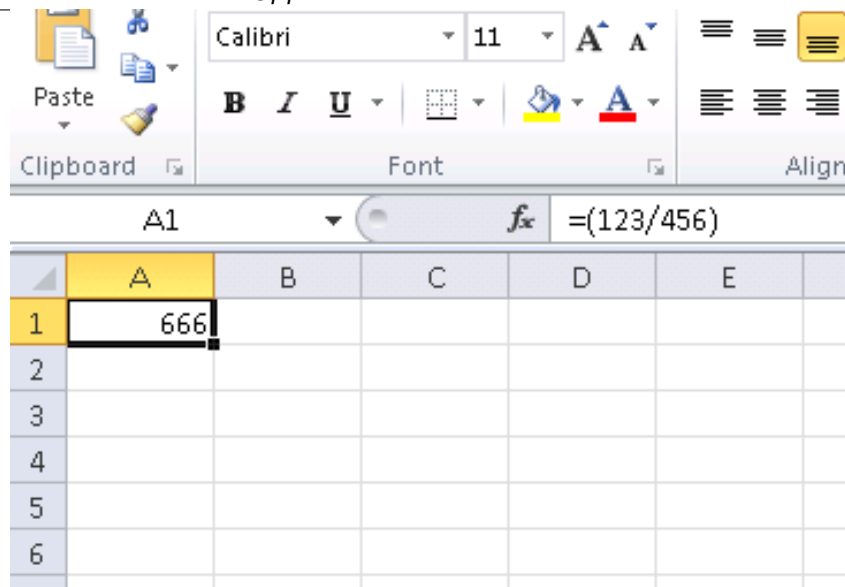 Calibri 11 A A
Paste B I U A
Clipboard Font Align
A1 fx =(123/456)
A B C D E
1 666
2
3
4
5
6